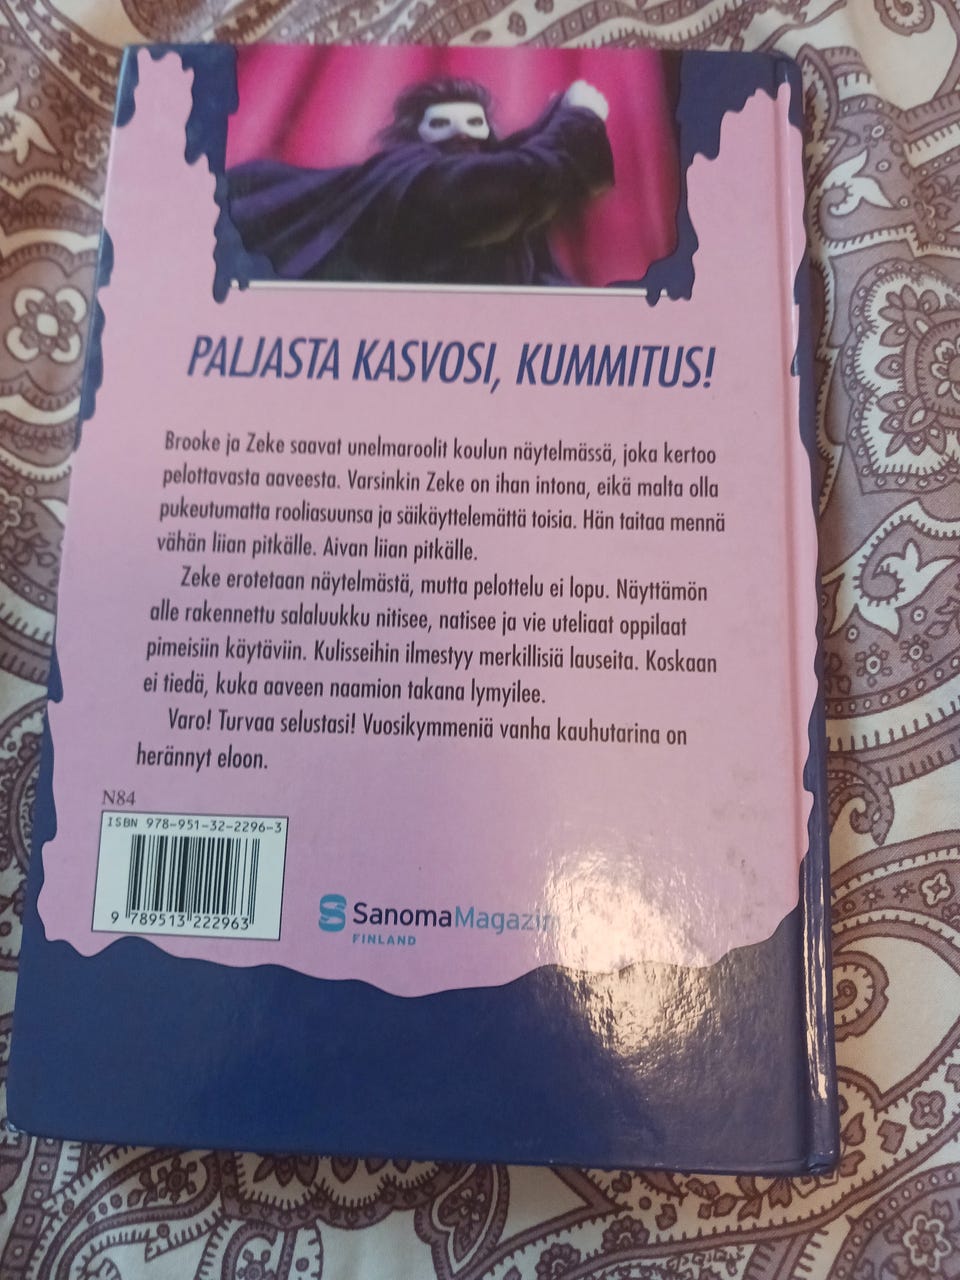 PALJASTA KASVOSI, KUMMITUS!
Brooke ja Zeke saavat unelmaroolit koulun näytelmässä, joka kertoo
pelottavasta aaveesta. Varsinkin Zeke on ihan intona, eikä malta olla
pukeutumatta rooliasuunsa ja säikäyttelemättä toisia. Hän taitaa mennä
vähän liian pitkälle. Aivan liian pitkälle.
Zeke erotetaan näytelmästä, mutta pelottelu ei lopu. Näyttämön
alle rakennettu salaluukku nitisee, natisee ja vie uteliaat oppilaat
pimeisiin käytäviin. Kulisseihin ilmestyy merkillisiä lauseita. Koskaan
ei tiedä, kuka aaveen naamion takana lymyilee.
Varo! Turvaa selustasi! Vuosikymmeniä vanha kauhutarina on
herännyt eloon.
N84
ISBN 978-951-32-2296-3
9 789513 222963
SanomaMagazin
FINLAND